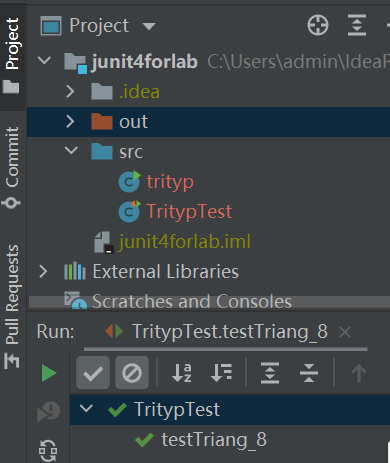 Project
Commit
Pull Requests
Project
junit4forlab C:\Users\admin\IdeaP
.idea
out
src
trityp
TritypTest
junit4forlab.iml
External Libraries
Scratches and Consoles
Run: TritypTest.testTriang_8
TritypTest
testTriang_8